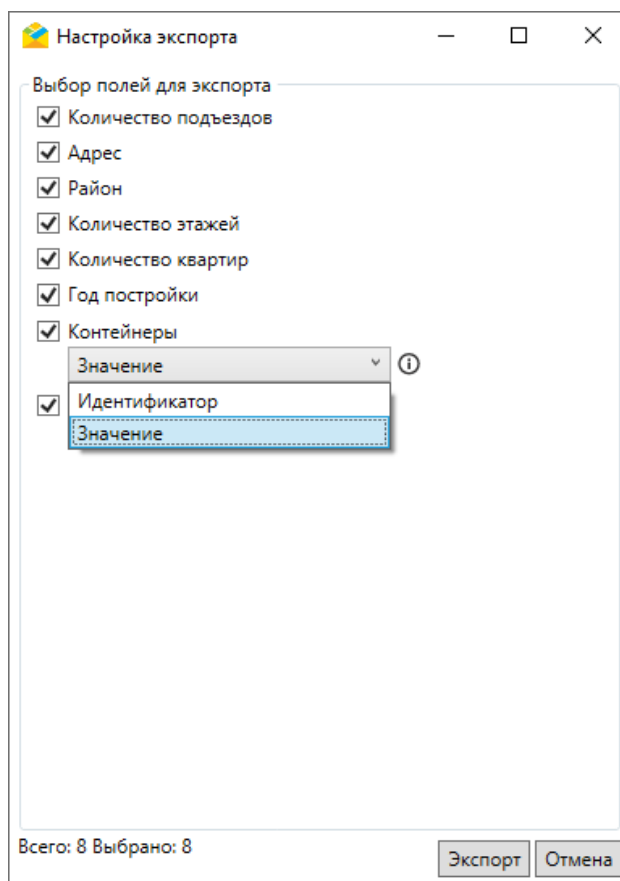 Настройка экспорта
Выбор полей для экспорта
Количество подъездов
Адрес
Район
Количество этажей
Количество квартир
Год постройки
Контейнеры
Значение
Идентификатор
Значение
Всего: 8 Выбрано: 8
Экспорт Отмена